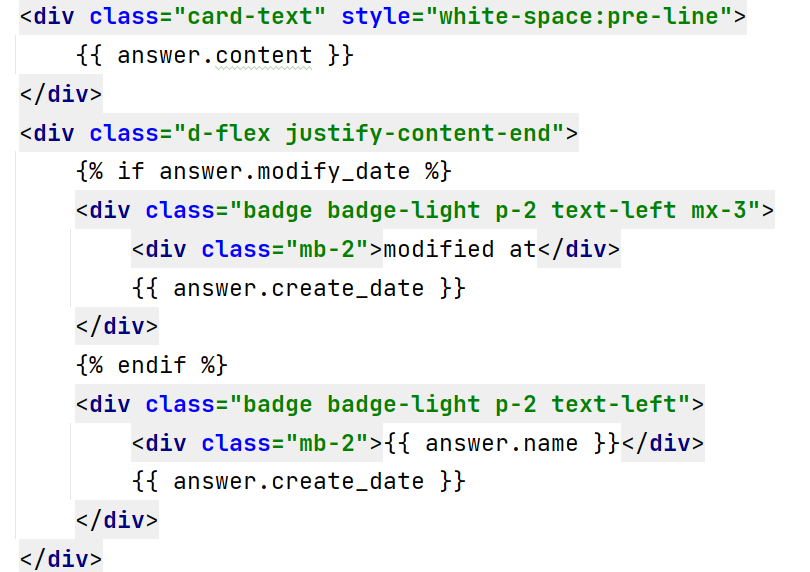 <div class="card-text" style="white-space:pre-line">
    {{ answer.content }}
</div>
<div class="d-flex justify-content-end">
    {% if answer.modify_date %}
    <div class="badge badge-light p-2 text-left mx-3">
        <div class="mb-2">modified at</div>
        {{ answer.create_date }}
    </div>
    {% endif %}
    <div class="badge badge-light p-2 text-left">
        <div class="mb-2">{{ answer.name }}</div>
        {{ answer.create_date }}
    </div>
</div>